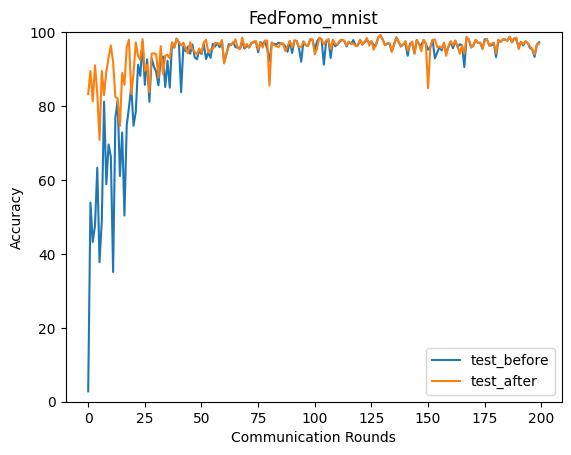 FedFomo_mnist
100
80
60
40
20
0
Accuracy
0 25 50 75 100 125 150 175 200
Communication Rounds
test_before
test_after